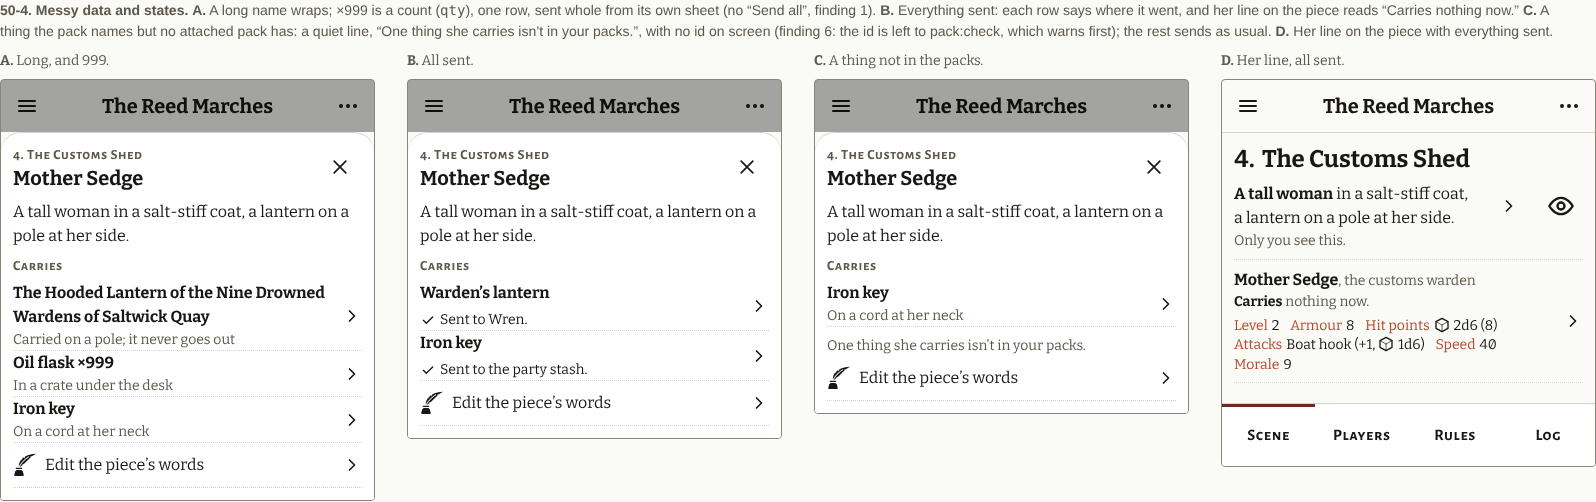 50-4. Messy data and states. A. A long name wraps; ×999 is a count (qty), one row, sent whole from its own sheet (no “Send all”, finding 1). B. Everything sent: each row says where it went, and her line on the piece reads “Carries nothing now.” C. A
thing the pack names but no attached pack has: a quiet line, “One thing she carries isn’t in your packs.”, with no id on screen (finding 6: the id is left to pack:check, which warns first); the rest sends as usual. D. Her line on the piece with everything sent.
A. Long, and 999.
The Reed Marches
4. The Customs Shed
Mother Sedge
A tall woman in a salt-stiff coat, a lantern on a
pole at her side.
Carries
The Hooded Lantern of the Nine Drowned
Wardens of Saltwick Quay
Carried on a pole; it never goes out
Oil flask ×999
In a crate under the desk
Iron key
On a cord at her neck
Edit the piece’s words
B. All sent.
The Reed Marches
4. The Customs Shed
Mother Sedge
A tall woman in a salt-stiff coat, a lantern on a
pole at her side.
Carries
Warden’s lantern
Sent to Wren.
Iron key
Sent to the party stash.
Edit the piece’s words
C. A thing not in the packs.
The Reed Marches
4. The Customs Shed
Mother Sedge
A tall woman in a salt-stiff coat, a lantern on a
pole at her side.
Carries
Iron key
On a cord at her neck
One thing she carries isn’t in your packs.
Edit the piece’s words
D. Her line, all sent.
The Reed Marches
4. The Customs Shed
A tall woman in a salt-stiff coat,
a lantern on a pole at her side.
Only you see this.
Mother Sedge, the customs warden
Carries nothing now.
Level 2 Armour 8 Hit points 2d6 (8)
Attacks Boat hook (+1, 1d6) Speed 40
Morale 9
Scene Players Rules Log